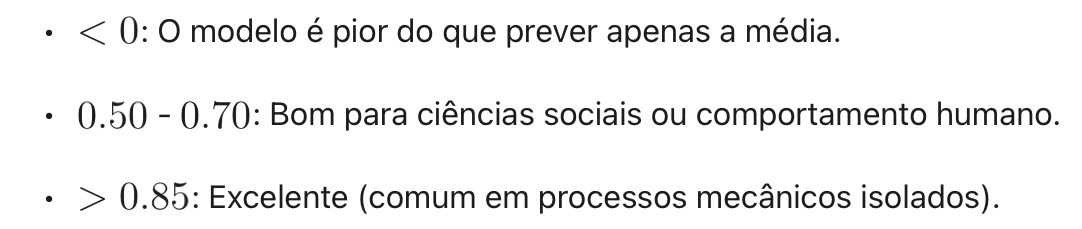 • < 0: O modelo é pior do que prever apenas a média.
• 0.50 - 0.70: Bom para ciências sociais ou comportamento humano.
• > 0.85: Excelente (comum em processos mecânicos isolados).